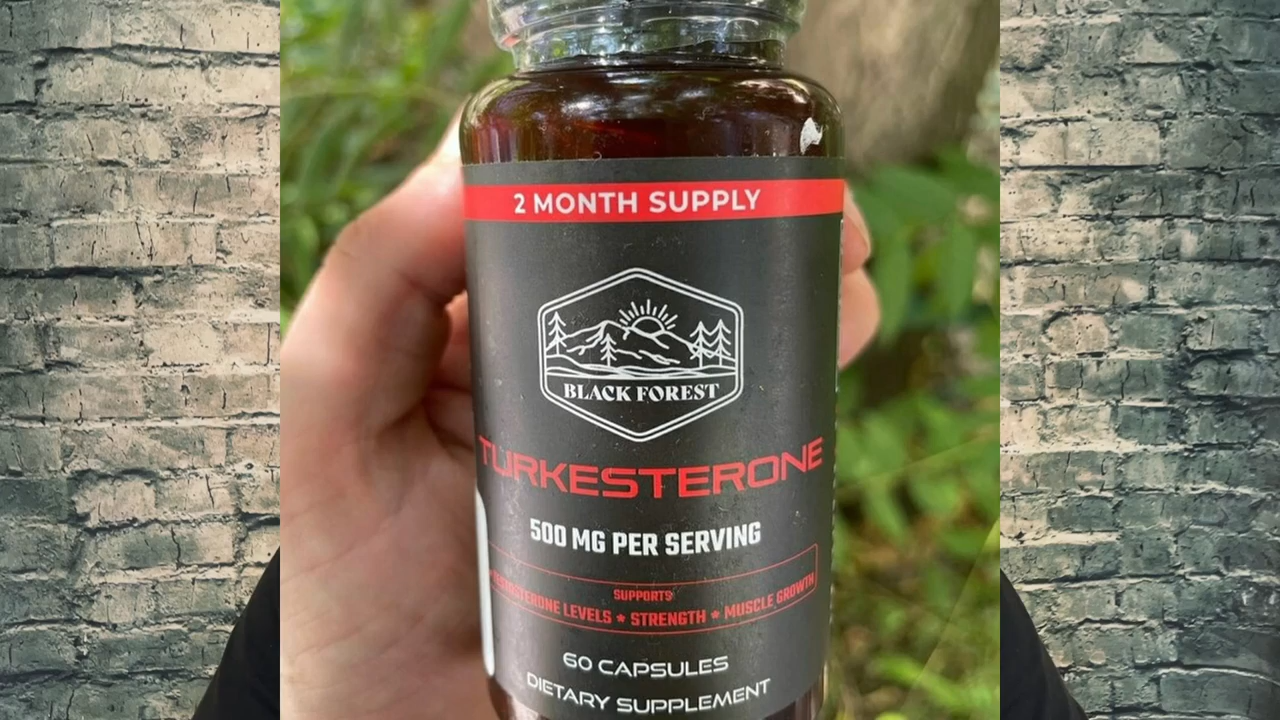 2 MONTH SUPPLY
BLACK FOREST
TURKESTERONE
500 MG PER SERVING
SUPPORTS
TESTOSTERONE LEVELS * STRENGTH * MUSCLE GROWTH
60 CAPSULES
DIETARY SUPPLEMENT